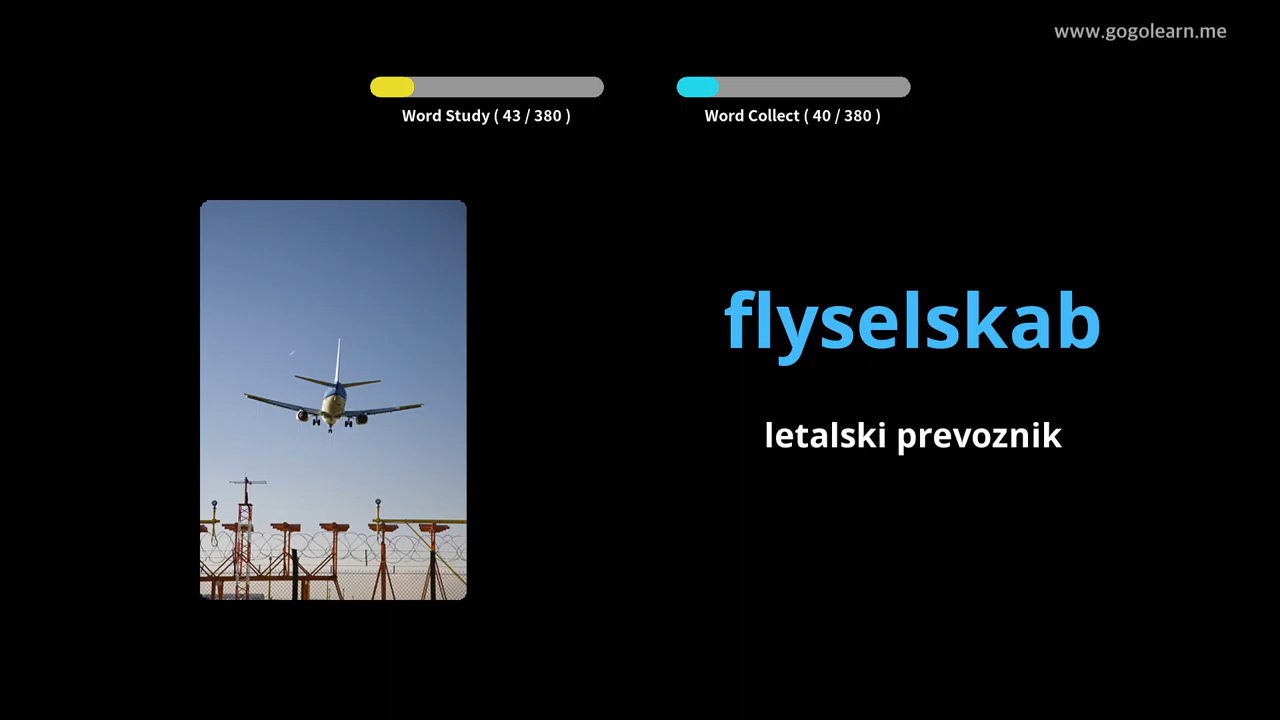 www.gogolearn.me
Word Study ( 43 / 380 )
Word Collect ( 40 / 380 )
flyselskab
letalski prevoznik